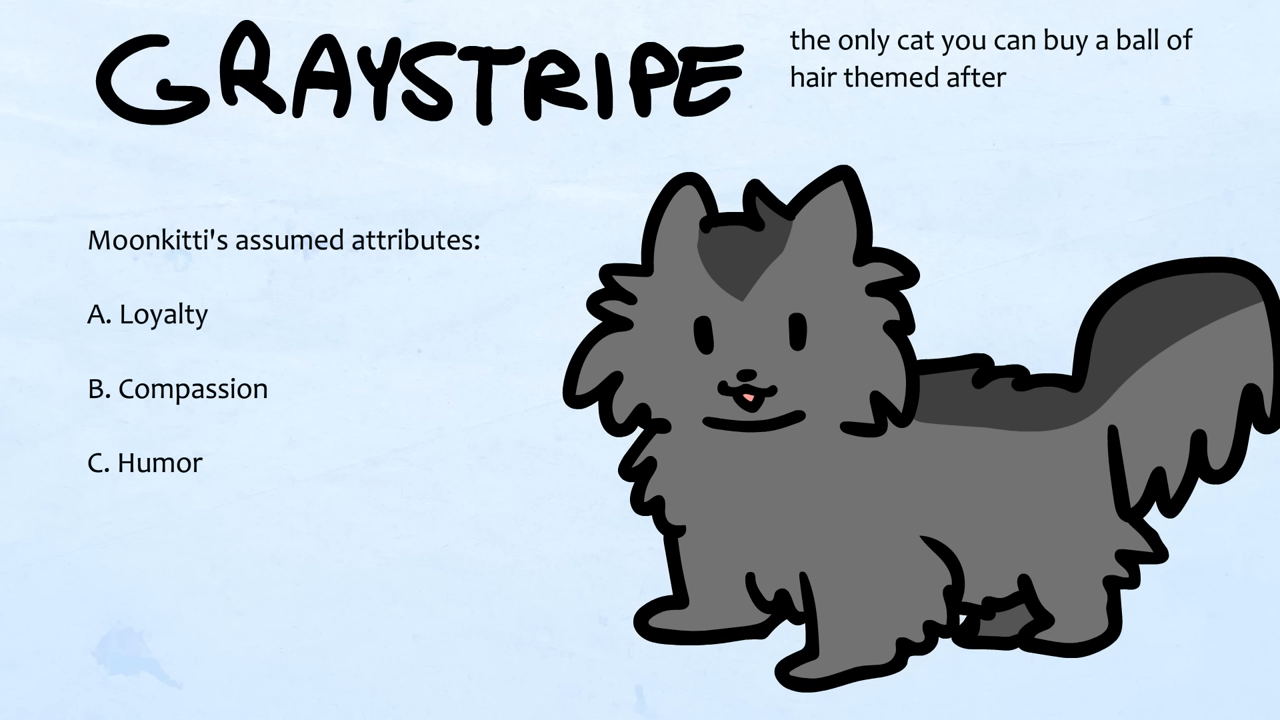 GRAYSTRIPE
the only cat you can buy a ball of
hair themed after
Moonkitti's assumed attributes:
A. Loyalty
B. Compassion
C. Humor